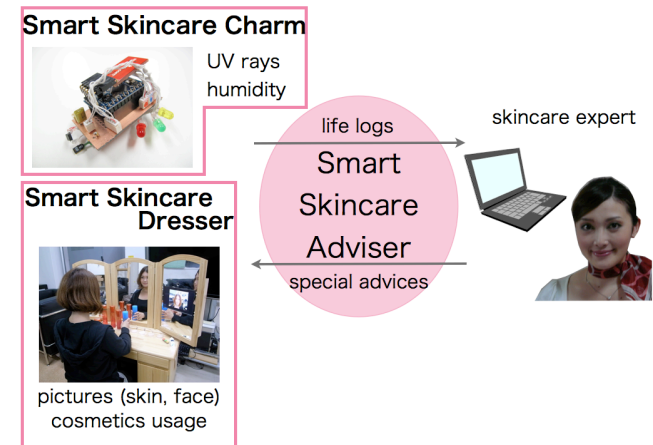 Smart Skincare Charm
UV rays
humidity
life logs
skincare expert
Smart
Skincare
Adviser
special advices
Smart Skincare
Dresser
pictures (skin, face)
cosmetics usage